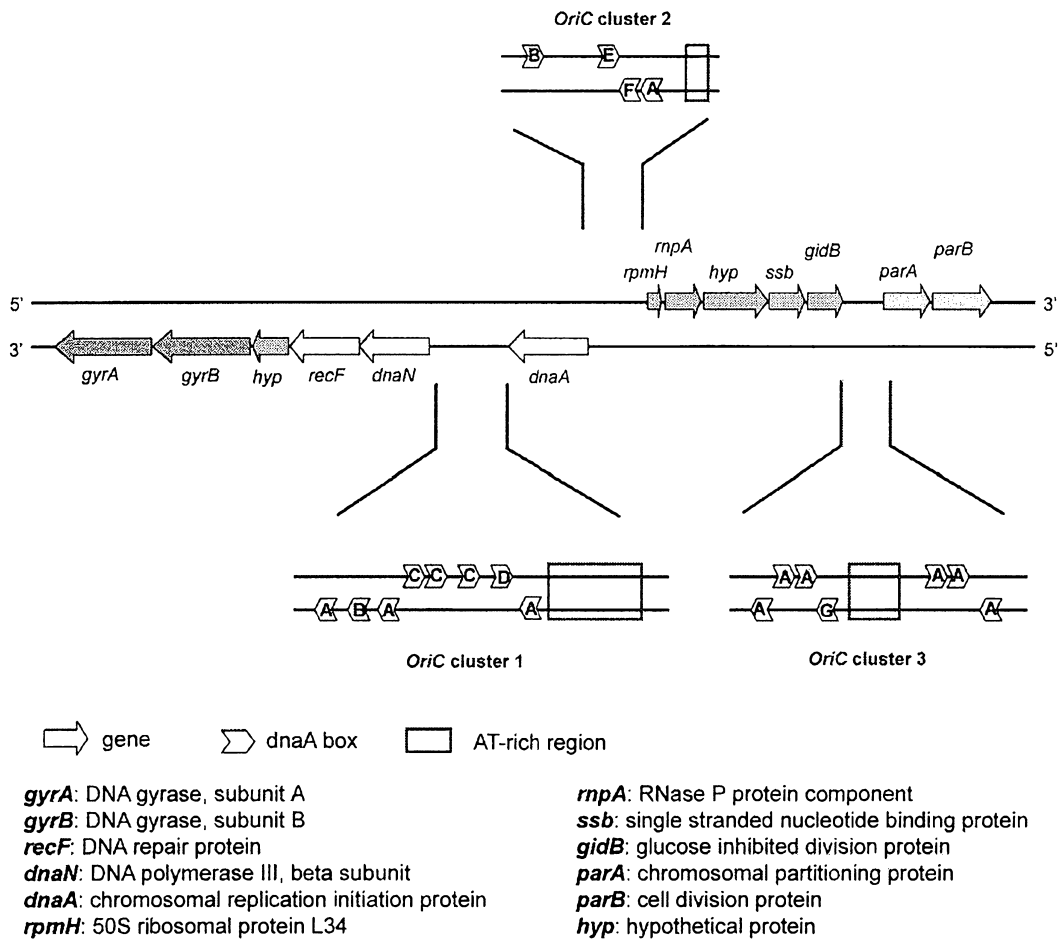 OriC cluster 2
B E
F A
rnpA gidB parB
rpmH hyp ssb parA
5' 3'
3' 5'
gyrA gyrB hyp recF dnaN dnaA
C C C D
A B A A
A A A A
A G A
OriC cluster 1
OriC cluster 3
gene
dnaA box
AT-rich region
gyrA: DNA gyrase, subunit A
gyrB: DNA gyrase, subunit B
recF: DNA repair protein
dnaN: DNA polymerase III, beta subunit
dnaA: chromosomal replication initiation protein
rpmH: 50S ribosomal protein L34
rnpA: RNase P protein component
ssb: single stranded nucleotide binding protein
gidB: glucose inhibited division protein
parA: chromosomal partitioning protein
parB: cell division protein
hyp: hypothetical protein